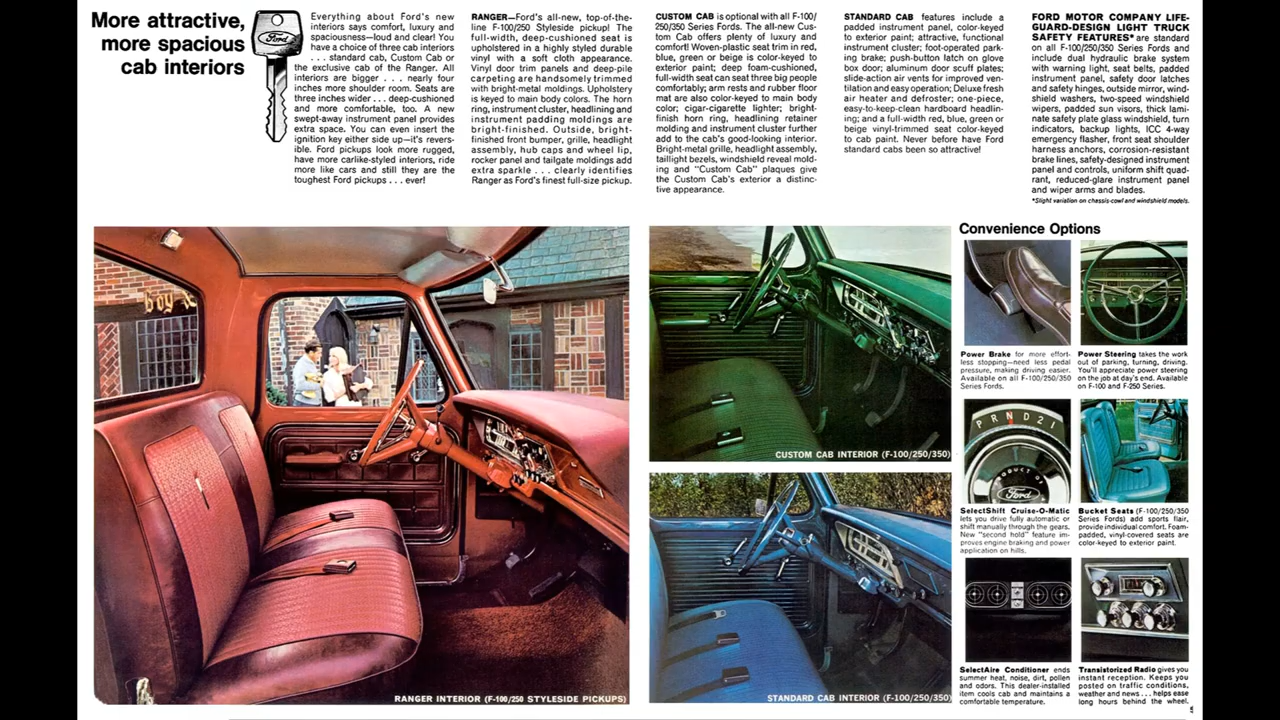 More attractive,
more spacious
cab interiors
Ford
Everything about Ford's new
interiors says comfort, luxury and
spaciousness—loud and clear! You
have a choice of three cab interiors
. . . standard cab, Custom Cab or
the exclusive cab of the Ranger. All
interiors are bigger . . . nearly four
inches more shoulder room. Seats are
three inches wider . . . deep-cushioned
and more comfortable, too. A new
swept-away instrument panel provides
extra space. You can even insert the
ignition key either side up—it's revers-
ible. Ford pickups look more rugged,
have more carlike-styled interiors, ride
more like cars and still they are the
toughest Ford pickups . . . ever!
RANGER—Ford's all-new, top-of-the-
line F-100/250 Styleside pickup! The
full-width, deep-cushioned seat is
upholstered in a highly styled durable
vinyl with a soft cloth appearance.
Vinyl door trim panels and deep-pile
carpeting are handsomely trimmed
with bright-metal moldings. Upholstery
is keyed to main body colors. The horn
ring, instrument cluster, headlining and
instrument padding moldings are
bright-finished. Outside, bright-
finished front bumper, grille, headlight
assembly, hub caps and wheel lip,
rocker panel and tailgate moldings add
extra sparkle . . . clearly identifies
Ranger as Ford's finest full-size pickup.
CUSTOM CAB is optional with all F-100/
250/350 Series Fords. The all-new Cus-
tom Cab offers plenty of luxury and
comfort! Woven-plastic seat trim in red,
blue, green or beige is color-keyed to
exterior paint; deep foam-cushioned,
full-width seat can seat three big people
comfortably; arm rests and rubber floor
mat are also color-keyed to main body
color; cigar-cigarette lighter; bright-
finish horn ring, headlining retainer
molding and instrument cluster further
add to the cab's good-looking interior.
Bright-metal grille, headlight assembly,
taillight bezels, windshield reveal mold-
ing and "Custom Cab" plaques give
the Custom Cab's exterior a distinc-
tive appearance.
STANDARD CAB features include a
padded instrument panel, color-keyed
to exterior paint; attractive, functional
instrument cluster; foot-operated park-
ing brake; push-button latch on glove
box door; aluminum door scuff plates;
slide-action air vents for improved ven-
tilation and easy operation; Deluxe fresh
air heater and defroster; one-piece,
easy-to-keep-clean hardboard headlin-
ing; and a full-width red, blue, green or
beige vinyl-trimmed seat color-keyed
to cab paint. Never before have Ford
standard cabs been so attractive!
FORD MOTOR COMPANY LIFE-
GUARD-DESIGN LIGHT TRUCK
SAFETY FEATURES* are standard
on all F-100/250/350 Series Fords and
include dual hydraulic brake system
with warning light, seat belts, padded
instrument panel, safety door latches
and safety hinges, outside mirror, wind-
shield washers, two-speed windshield
wipers, padded sun visors, thick lami-
nate safety plate glass windshield, turn
indicators, backup lights, ICC 4-way
emergency flasher, front seat shoulder
harness anchors, corrosion-resistant
brake lines, safety-designed instrument
panel and controls, uniform shift quad-
rant, reduced-glare instrument panel
and wiper arms and blades.
*Slight variation on chassis-cowl and windshield models.
RANGER INTERIOR (F-100/250 STYLESIDE PICKUPS)
CUSTOM CAB INTERIOR (F-100/250/350)
STANDARD CAB INTERIOR (F-100/250/350)
Convenience Options
Power Brake for more effort-
less stopping—need less pedal
pressure, making driving easier.
Available on all F-100/250/350
Series Fords.
Power Steering takes the work
out of parking, turning, driving.
You'll appreciate power steering
on the job at day's end. Available
on F-100 and F-250 Series.
P R N D 2 1
PRODUCT OF
Ford
SelectShift Cruise-O-Matic
lets you drive fully automatic or
shift manually through the gears.
New "second hold" feature im-
proves engine braking and power
application on hills.
Bucket Seats (F-100/250/350
Series Fords) add sports flair,
provide individual comfort. Foam-
padded, vinyl-covered seats are
color-keyed to exterior paint.
SelectAire Conditioner ends
summer heat, noise, dirt, pollen
and odors. This dealer-installed
item cools cab and maintains a
comfortable temperature.
Transistorized Radio gives you
instant reception. Keeps you
posted on traffic conditions,
weather and news . . . helps ease
long hours behind the wheel.